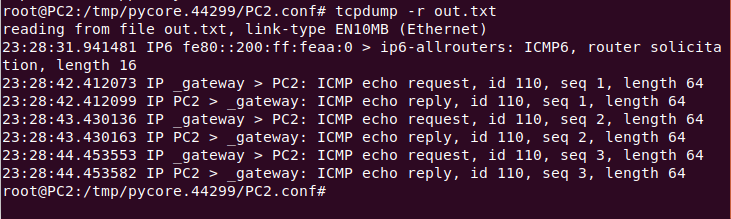 root@PC2:/tmp/pycore.44299/PC2.conf# tcpdump -r out.txt
reading from file out.txt, link-type EN10MB (Ethernet)
23:28:31.941481 IP6 fe80::200:ff:feaa:0 > ip6-allrouters: ICMP6, router solicita
tion, length 16
23:28:42.412073 IP _gateway > PC2: ICMP echo request, id 110, seq 1, length 64
23:28:42.412099 IP PC2 > _gateway: ICMP echo reply, id 110, seq 1, length 64
23:28:43.430136 IP _gateway > PC2: ICMP echo request, id 110, seq 2, length 64
23:28:43.430163 IP PC2 > _gateway: ICMP echo reply, id 110, seq 2, length 64
23:28:44.453553 IP _gateway > PC2: ICMP echo request, id 110, seq 3, length 64
23:28:44.453582 IP PC2 > _gateway: ICMP echo reply, id 110, seq 3, length 64
root@PC2:/tmp/pycore.44299/PC2.conf#